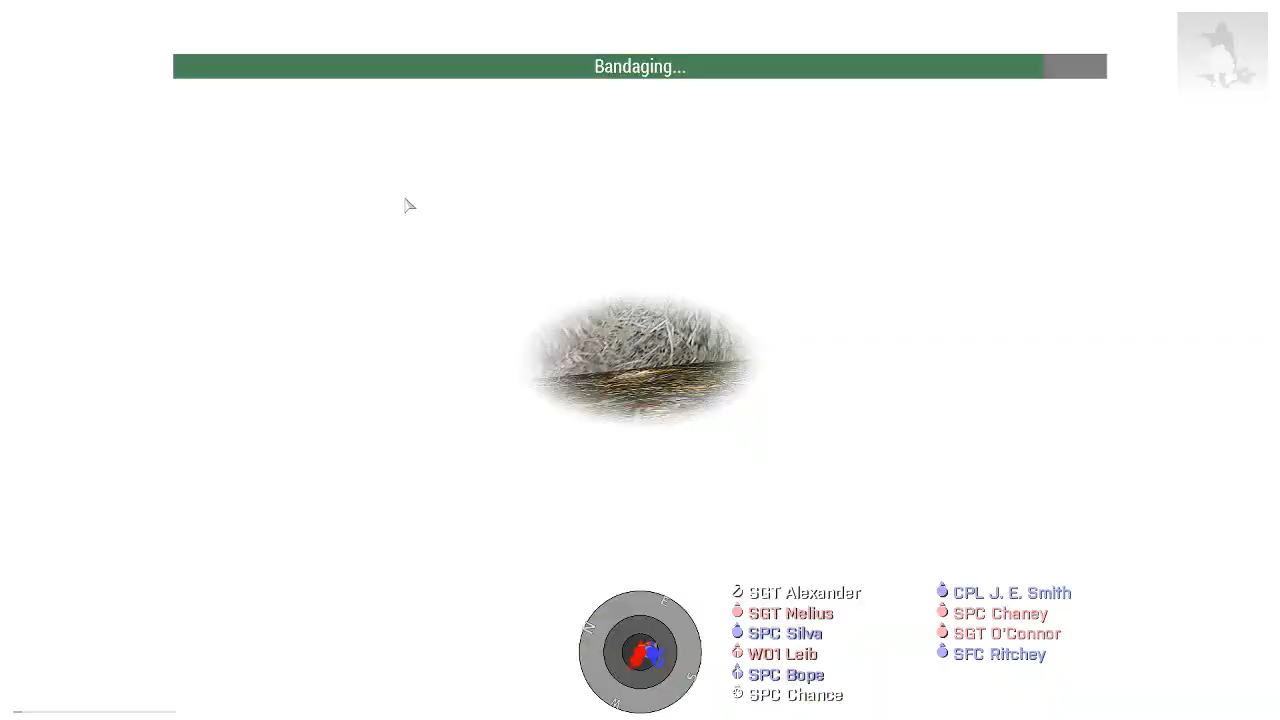 Bandaging...
E
N
S
W
SGT Alexander
SGT Melius
SPC Silva
WO1 Leib
SPC Bope
SPC Chance
CPL J. E. Smith
SPC Chaney
SGT O'Connor
SFC Ritchey